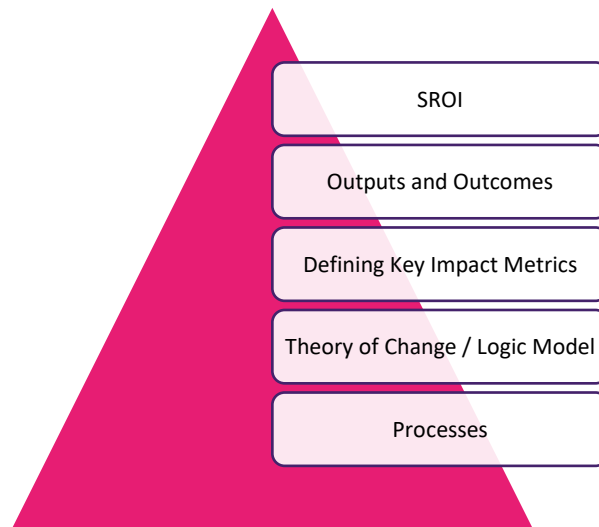 SROI
Outputs and Outcomes
Defining Key Impact Metrics
Theory of Change / Logic Model
Processes